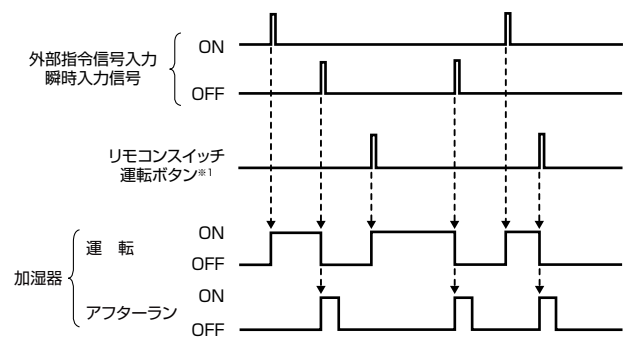 外部指令信号入力
瞬時入力信号
ON
OFF
リモコンスイッチ
運転ボタン※1
加湿器
運 転
ON
OFF
アフターラン
ON
OFF